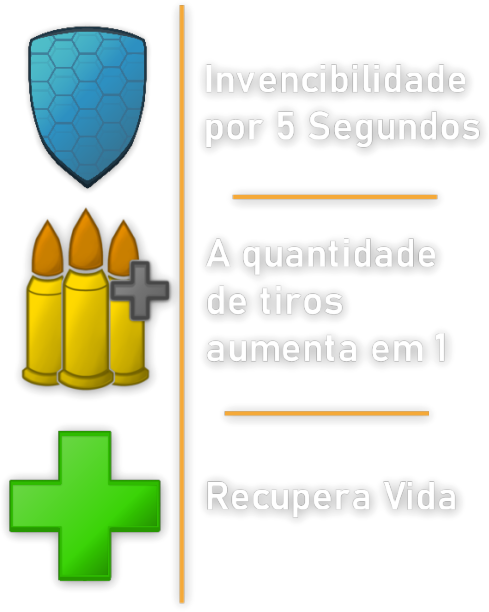 Invencibilidade
por 5 Segundos
A quantidade
de tiros
aumenta em 1
Recupera Vida